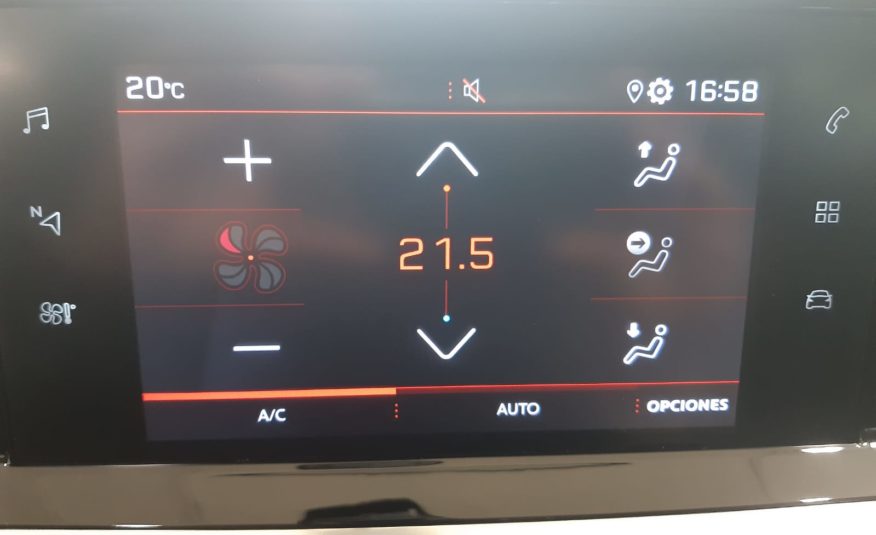 20°C 16:58
N
21.5
A/C AUTO OPCIONES